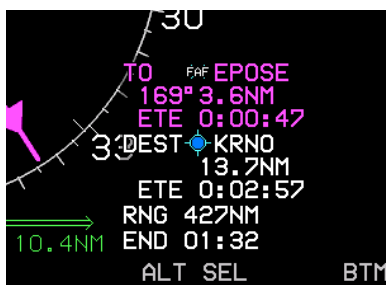 30
TO FAF EPOSE
169° 3.6NM
ETE 0:00:47
33
DEST KRNO
13.7NM
ETE 0:02:57
RNG 427NM
10.4NM
END 01:32
ALT SEL
BTM